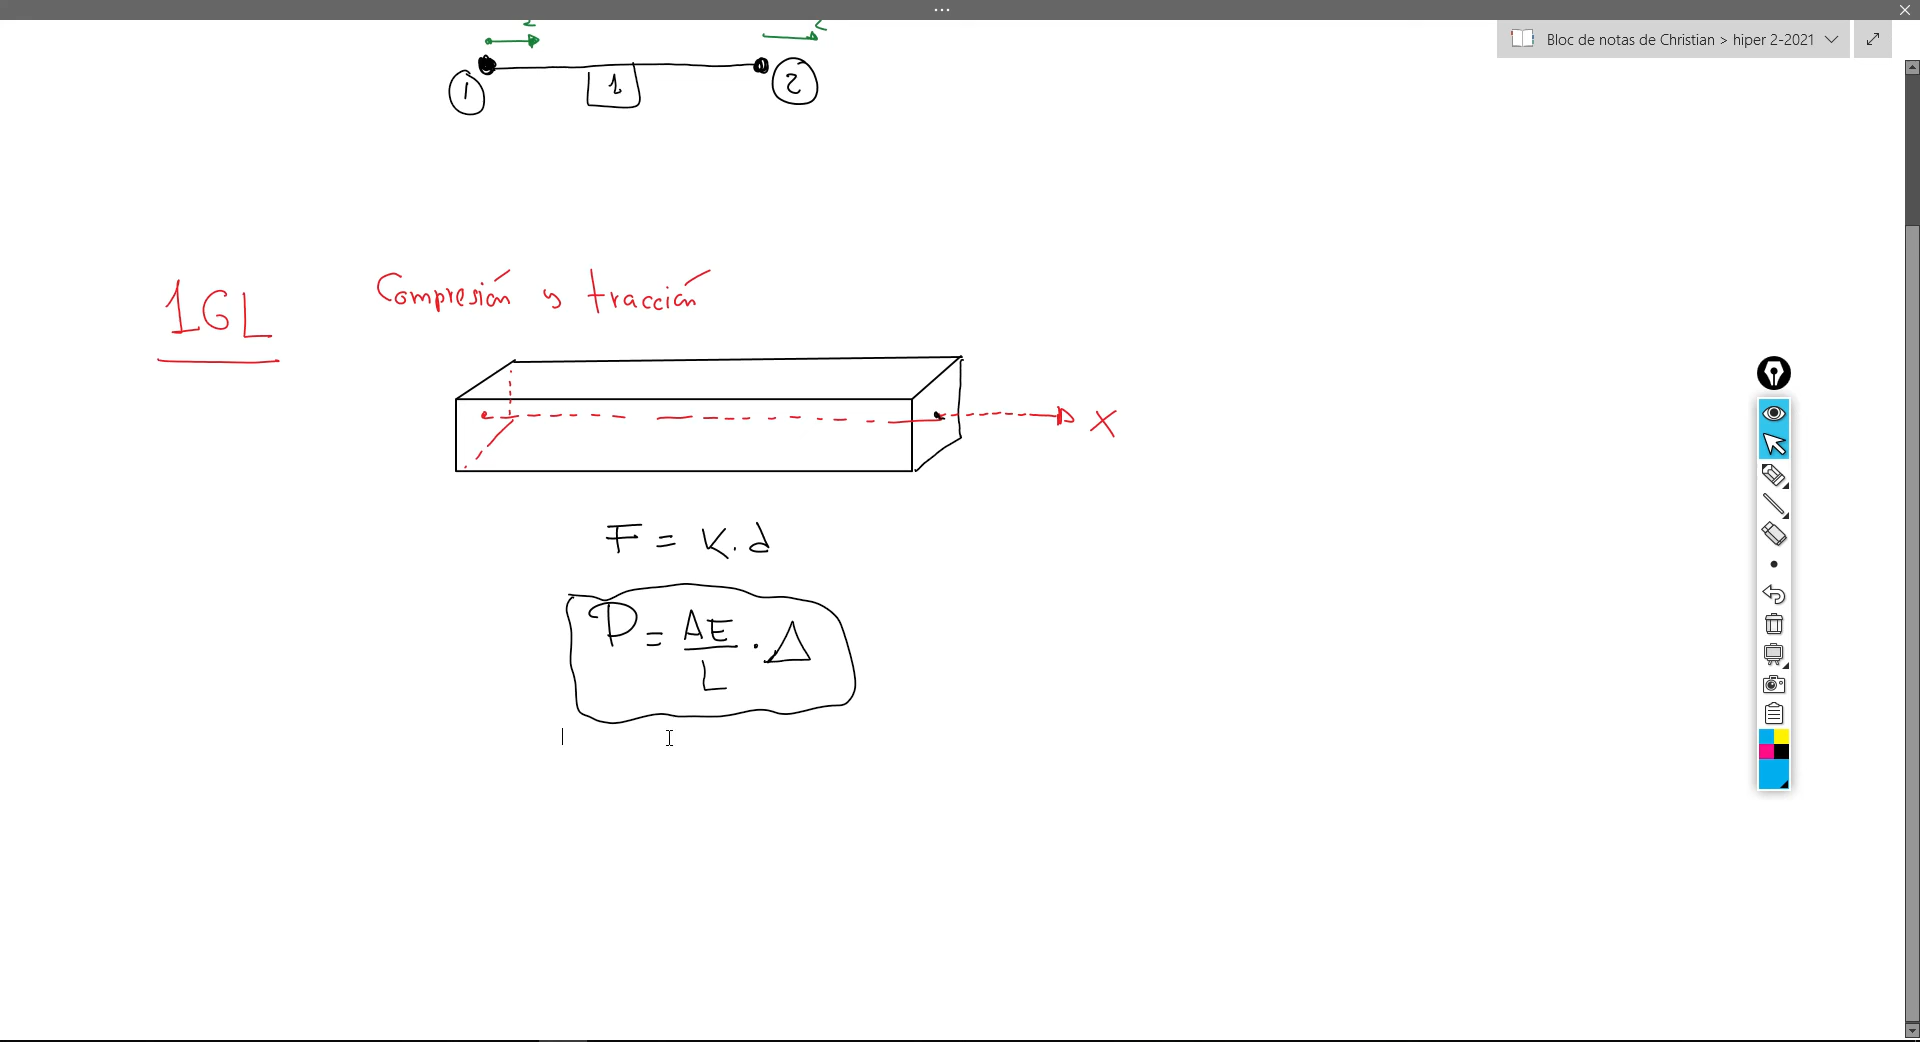 Bloc de notas de Christian > hiper 2-2021
1
1
2
1GL
Compresión y tracción
X
F = K.d
P = AE/L . Δ